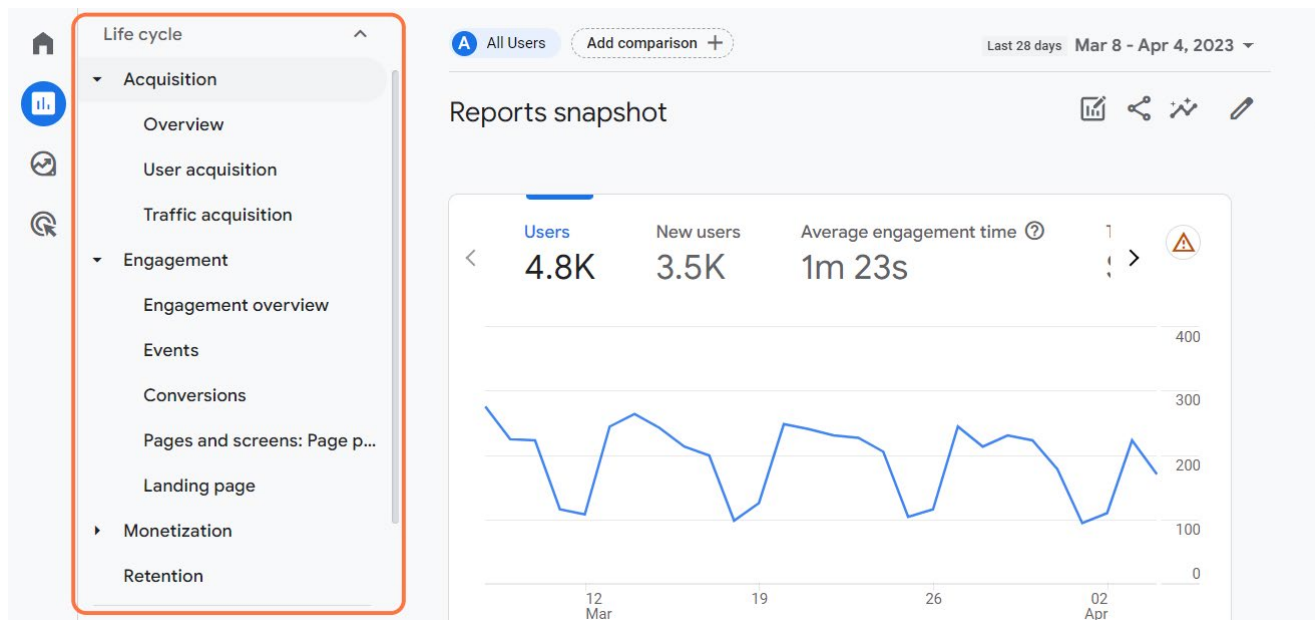 Life cycle
Acquisition
Overview
User acquisition
Traffic acquisition
Engagement
Engagement overview
Events
Conversions
Pages and screens: Page p...
Landing page
Monetization
Retention
A All Users
Add comparison +
Last 28 days Mar 8 - Apr 4, 2023
Reports snapshot
Users New users Average engagement time
4.8K 3.5K 1m 23s
400
300
200
100
0
12 19 26 02
Mar Apr